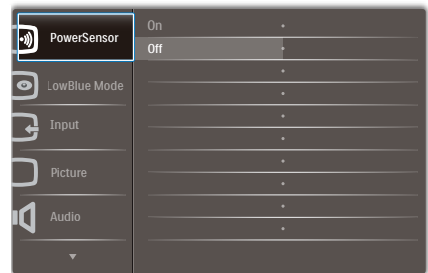 PowerSensor
On
Off
LowBlue Mode
Input
Picture
Audio